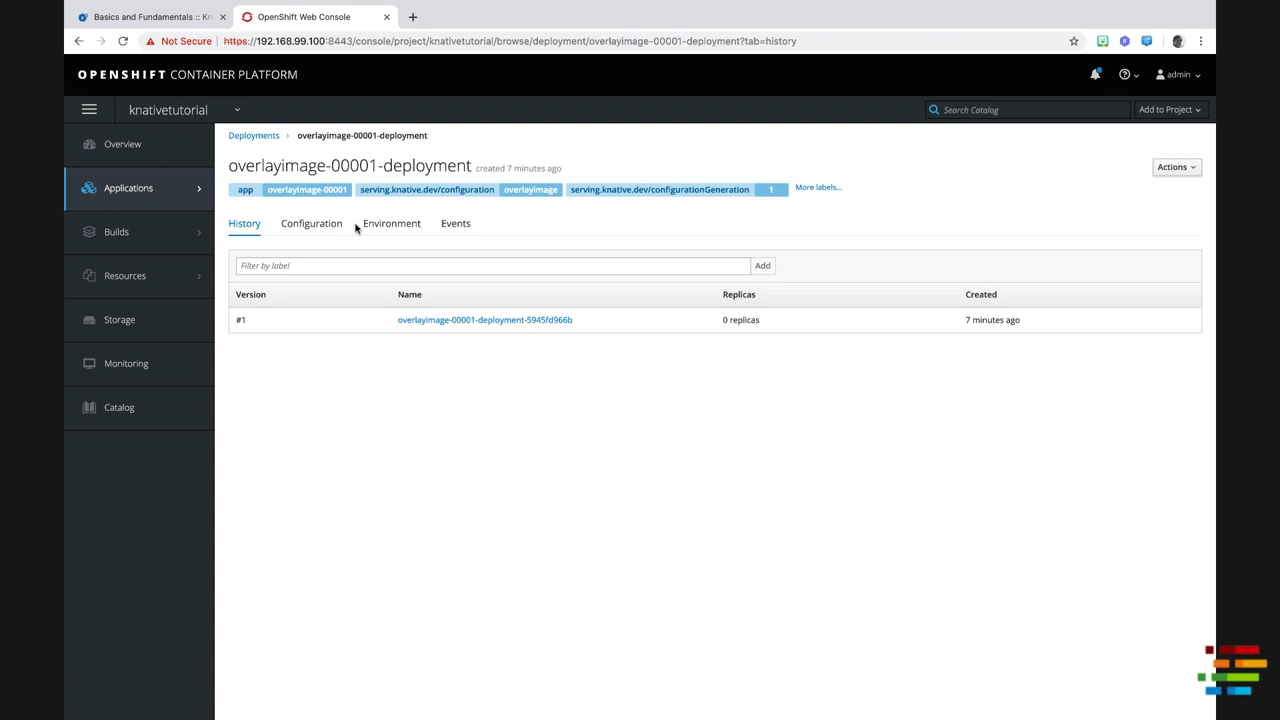 Basics and Fundamentals :: Kn
OpenShift Web Console
Not Secure https://192.168.99.100:8443/console/project/knativetutorial/browse/deployment/overlayimage-00001-deployment?tab=history
OPENSHIFT CONTAINER PLATFORM
admin
knativetutorial
Search Catalog
Add to Project
Overview
Applications
Builds
Resources
Storage
Monitoring
Catalog
Deployments > overlayimage-00001-deployment
overlayimage-00001-deployment created 7 minutes ago
Actions
app overlayimage-00001 serving.knative.dev/configuration overlayimage serving.knative.dev/configurationGeneration 1 More labels...
History Configuration Environment Events
Filter by label Add
Version Name Replicas Created
#1 overlayimage-00001-deployment-5945fd966b 0 replicas 7 minutes ago